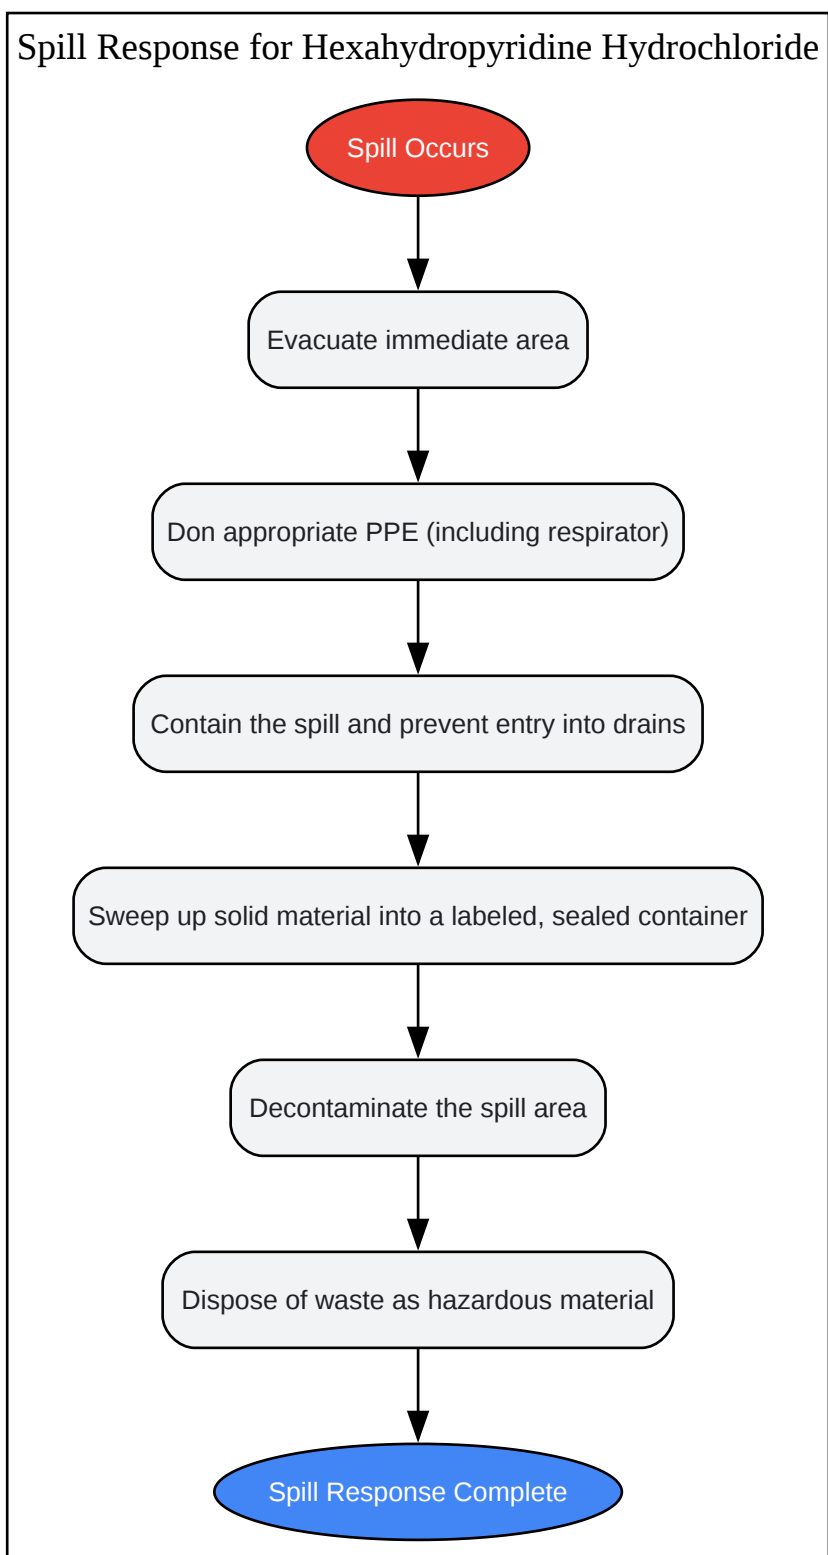 Spill Response for Hexahydropyridine Hydrochloride
Spill Occurs
Evacuate immediate area
Don appropriate PPE (including respirator)
Contain the spill and prevent entry into drains
Sweep up solid material into a labeled, sealed container
Decontaminate the spill area
Dispose of waste as hazardous material
Spill Response Complete